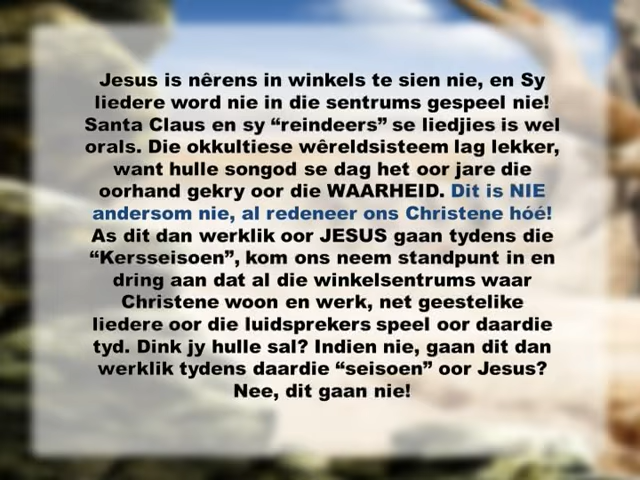 Jesus is nêrens in winkels te sien nie, en Sy
liedere word nie in die sentrums gespeel nie!
Santa Claus en sy “reindeers” se liedjies is wel
orals. Die okkultiese wêreldsisteem lag lekker,
want hulle songod se dag het oor jare die
oorhand gekry oor die WAARHEID. Dit is NIE
andersom nie, al redeneer ons Christene hóé!
As dit dan werklik oor JESUS gaan tydens die
“Kersseisoen”, kom ons neem standpunt in en
dring aan dat al die winkelsentrums waar
Christene woon en werk, net geestelike
liedere oor die luidsprekers speel oor daardie
tyd. Dink jy hulle sal? Indien nie, gaan dit dan
werklik tydens daardie “seisoen” oor Jesus?
Nee, dit gaan nie!